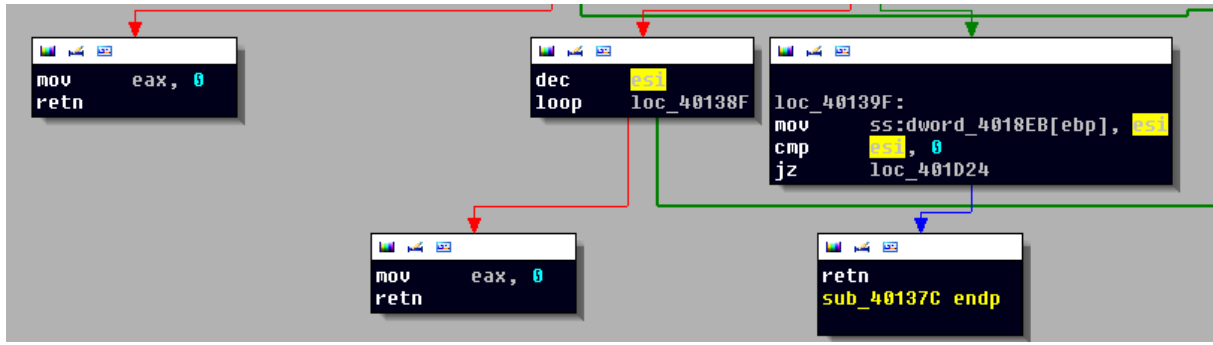 mov eax, 0
retn
dec esi
loop loc_40138F
loc_40139F:
mov ss:dword_4018EB[ebp], esi
cmp esi, 0
jz loc_401D24
mov eax, 0
retn
retn
sub_40137C endp